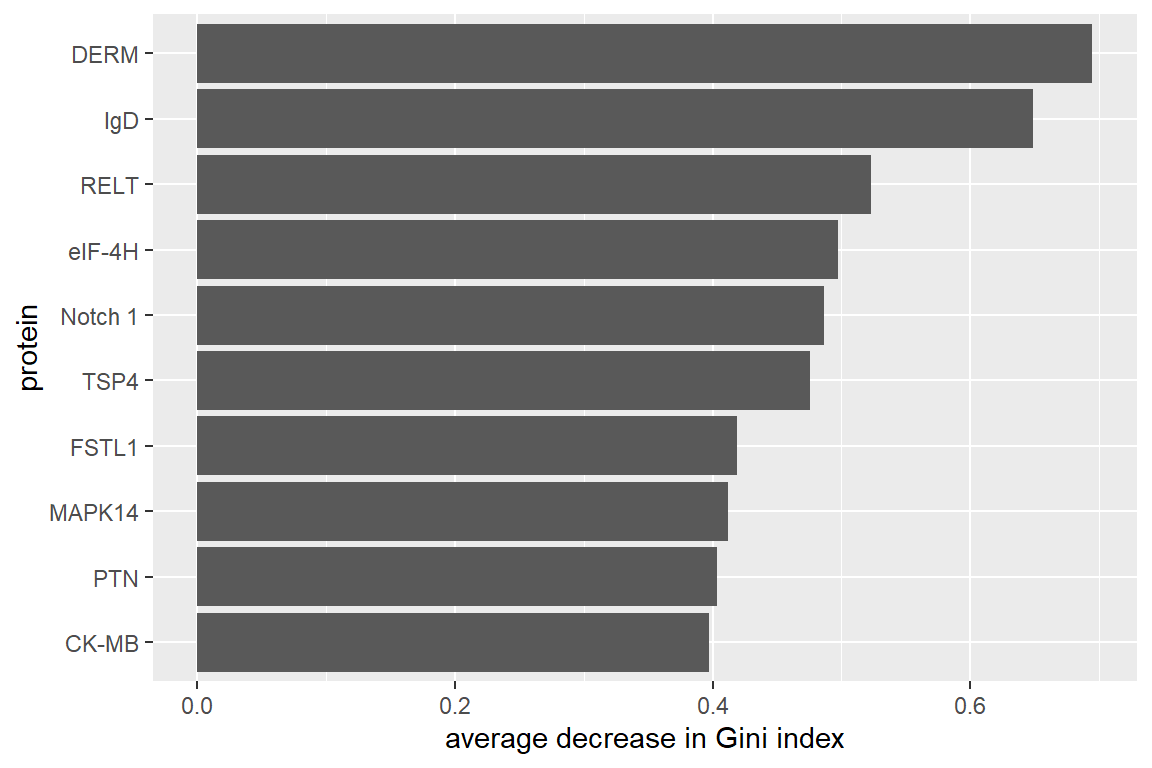 DERM
IgD
RELT
eIF-4H
Notch 1
TSP4
FSTL1
MAPK14
PTN
CK-MB
protein
0.0 0.2 0.4 0.6
average decrease in Gini index